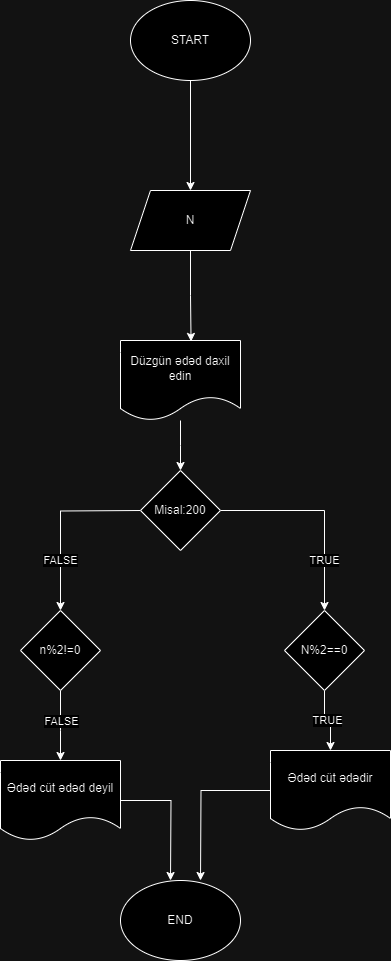 START
N
Düzgün ədəd daxil
edin
Misal:200
FALSE
TRUE
n%2!=0
N%2==0
FALSE
TRUE
Ədəd cüt ədəd deyil
Ədəd cüt ədədir
END